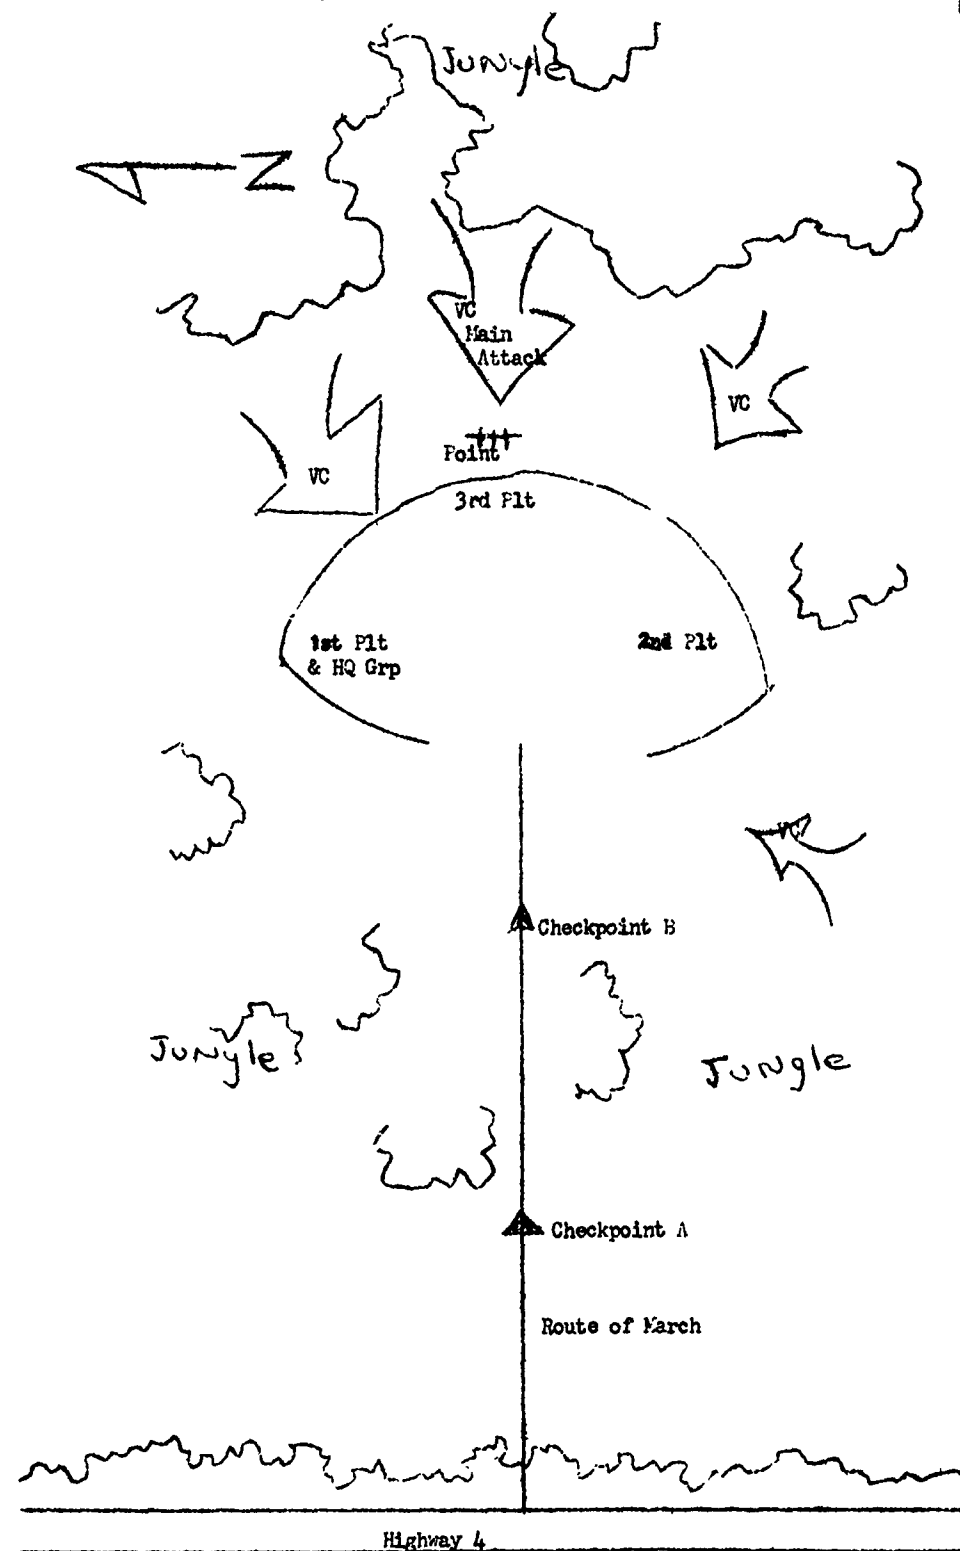 Jungle
N
VC
Main
Attack
VC
VC
Point
3rd Plt
1st Plt
& HQ Grp
2nd Plt
VC
Checkpoint B
Jungle
Jungle
Checkpoint A
Route of March
Highway 4